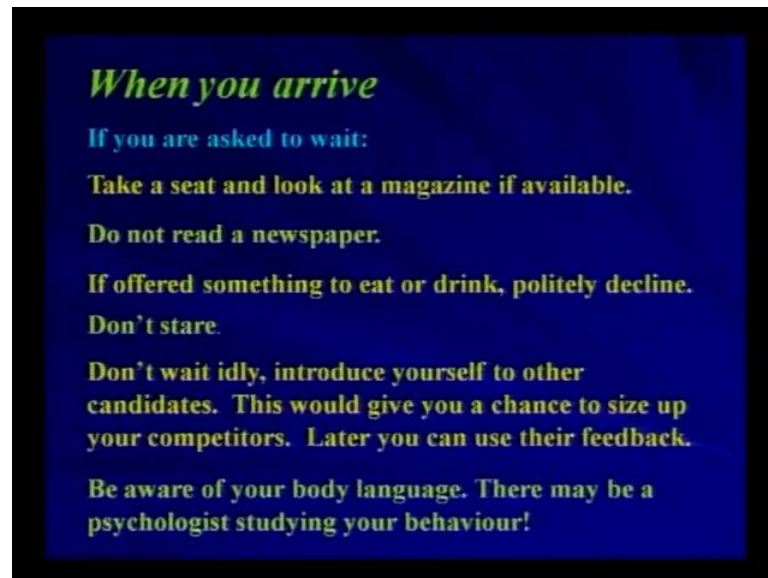 When you arrive
If you are asked to wait:
Take a seat and look at a magazine if available.
Do not read a newspaper.
If offered something to eat or drink, politely decline.
Don't stare.
Don't wait idly, introduce yourself to other
candidates. This would give you a chance to size up
your competitors. Later you can use their feedback.
Be aware of your body language. There may be a
psychologist studying your behaviour!